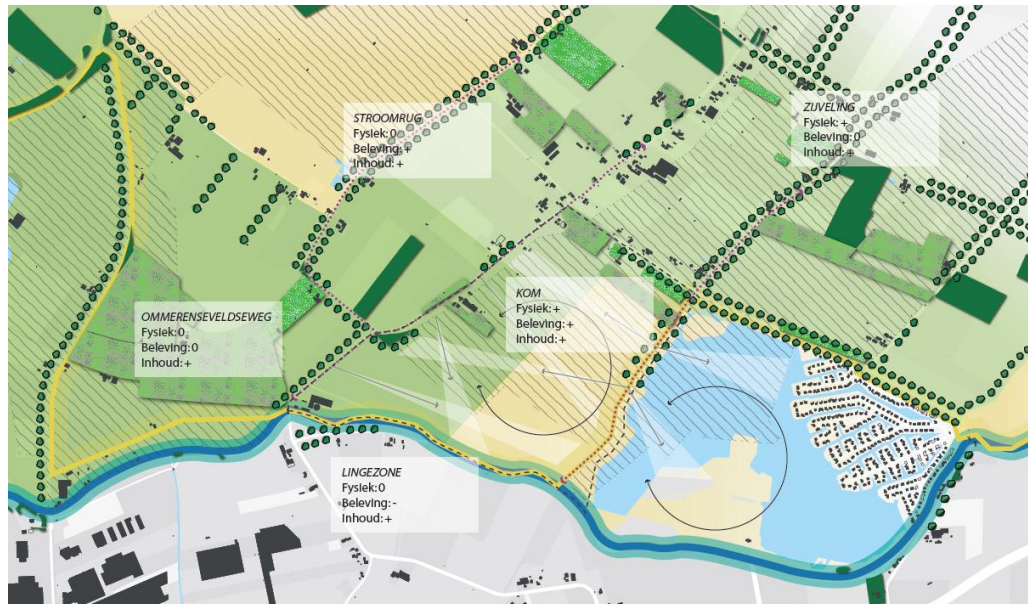 STROOMRUG
Fysiek: 0
Beleving: +
Inhoud: +
ZIJVELING
Fysiek: +
Beleving: 0
Inhoud: +
OMMERENSEVELDSEWEG
Fysiek: 0
Beleving: 0
Inhoud: +
KOM
Fysiek: +
Beleving: +
Inhoud: +
LINGEZONE
Fysiek: 0
Beleving: -
Inhoud: +